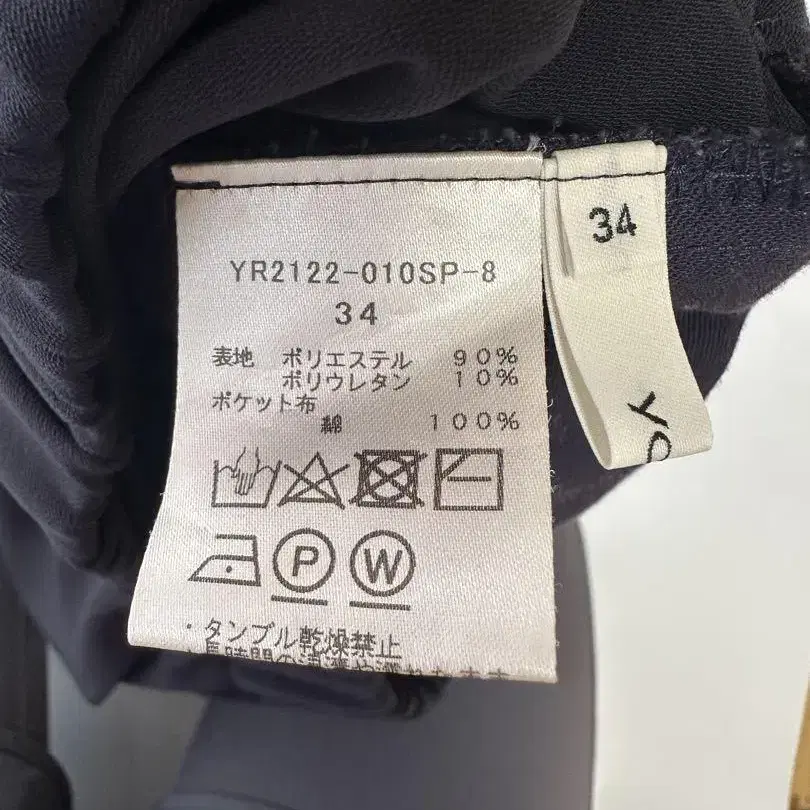 YR2122-010SP-8
34
表地 ポリエステル 90%
ポリウレタン 10%
ポケット布
綿 100%
P W
・タンブル乾燥禁止
34